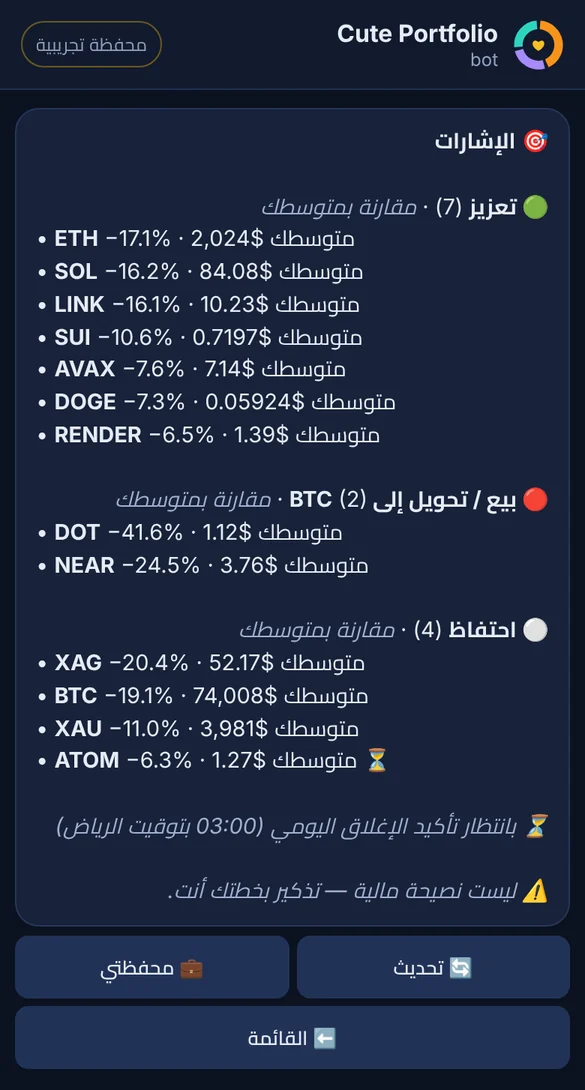 Cute Portfolio
bot
محفظة تجريبية
🎯 الإشارات
🟢 تعزيز (7) · مقارنة بمتوسطك
• ETH −17.1% · 2,024$ متوسطك
• SOL −16.2% · 84.08$ متوسطك
• LINK −16.1% · 10.23$ متوسطك
• SUI −10.6% · 0.7197$ متوسطك
• AVAX −7.6% · 7.14$ متوسطك
• DOGE −7.3% · 0.05924$ متوسطك
• RENDER −6.5% · 1.39$ متوسطك
🔴 بيع / تحويل إلى BTC (2) · مقارنة بمتوسطك
• DOT −41.6% · 1.12$ متوسطك
• NEAR −24.5% · 3.76$ متوسطك
⚪ احتفاظ (4) · مقارنة بمتوسطك
• XAG −20.4% · 52.17$ متوسطك
• BTC −19.1% · 74,008$ متوسطك
• XAU −11.0% · 3,981$ متوسطك
• ATOM −6.3% · 1.27$ متوسطك ⏳
⏳ بانتظار تأكيد الإغلاق اليومي (03:00 بتوقيت الرياض)
⚠️ ليست نصيحة مالية — تذكير بخطتك أنت.
🔄 تحديث
💼 محفظتي
⬅️ القائمة